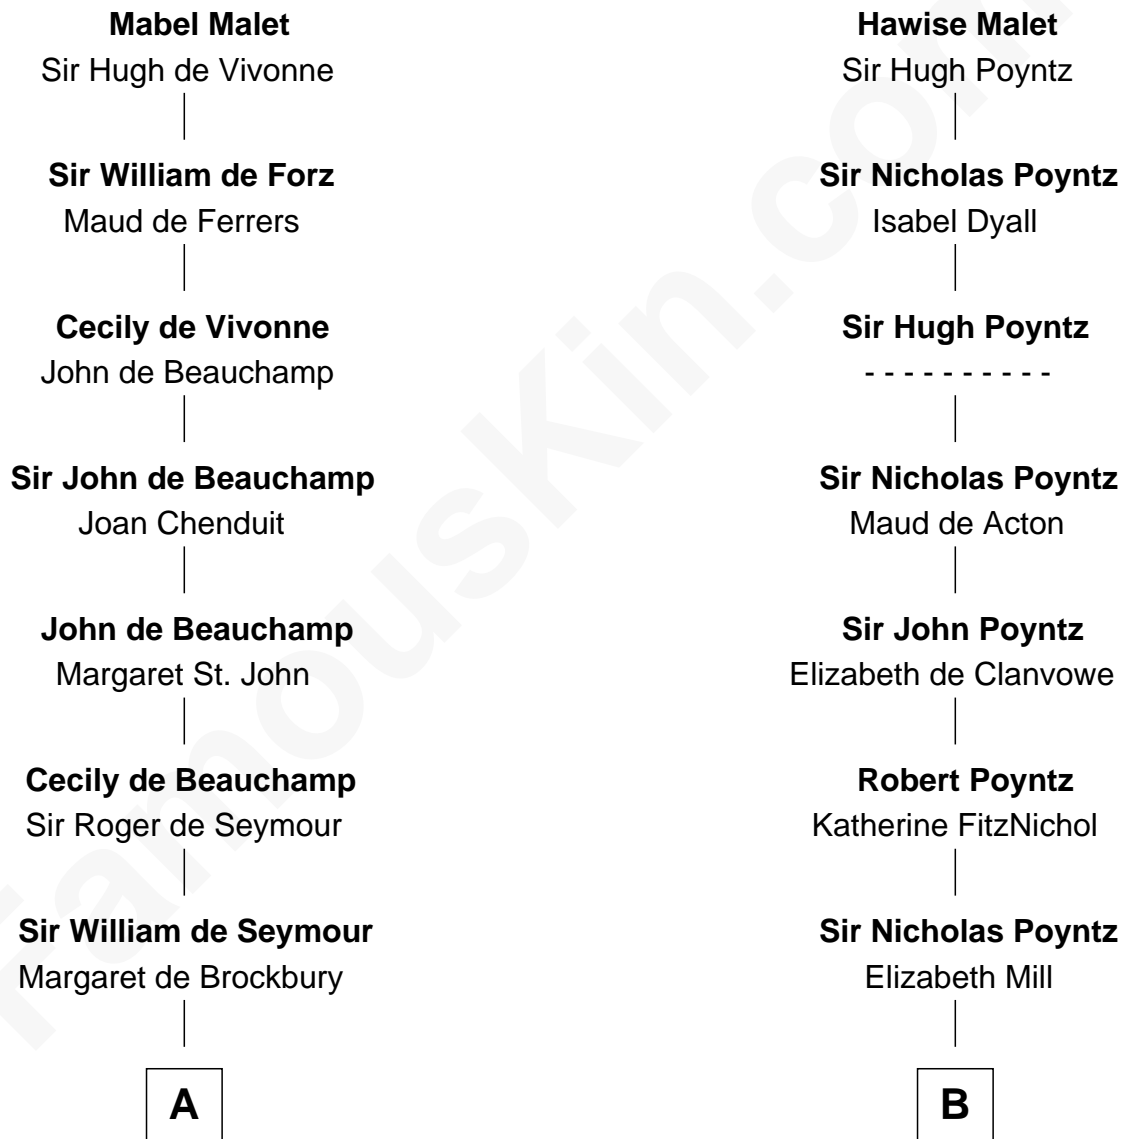 Mabel Malet
Sir Hugh de Vivonne
Sir William de Forz
Maud de Ferrers
Cecily de Vivonne
John de Beauchamp
Sir John de Beauchamp
Joan Chenduit
John de Beauchamp
Margaret St. John
Cecily de Beauchamp
Sir Roger de Seymour
Sir William de Seymour
Margaret de Brockbury
A
Hawise Malet
Sir Hugh Poyntz
Sir Nicholas Poyntz
Isabel Dyall
Sir Hugh Poyntz
- - - - - - - - - -
Sir Nicholas Poyntz
Maud de Acton
Sir John Poyntz
Elizabeth de Clanvowe
Robert Poyntz
Katherine FitzNichol
Sir Nicholas Poyntz
Elizabeth Mill
B
FamousKin.com